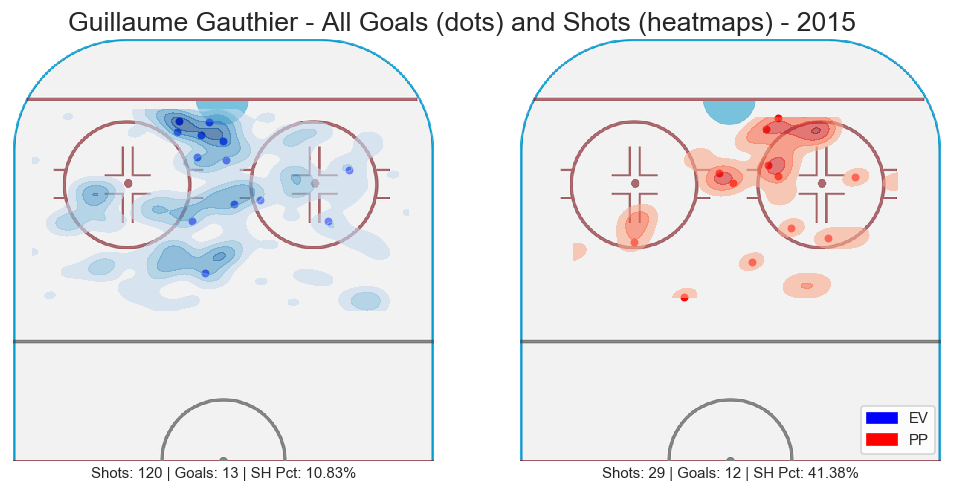 Guillaume Gauthier - All Goals (dots) and Shots (heatmaps) - 2015
EV
PP
Shots: 120 | Goals: 13 | SH Pct: 10.83%
Shots: 29 | Goals: 12 | SH Pct: 41.38%